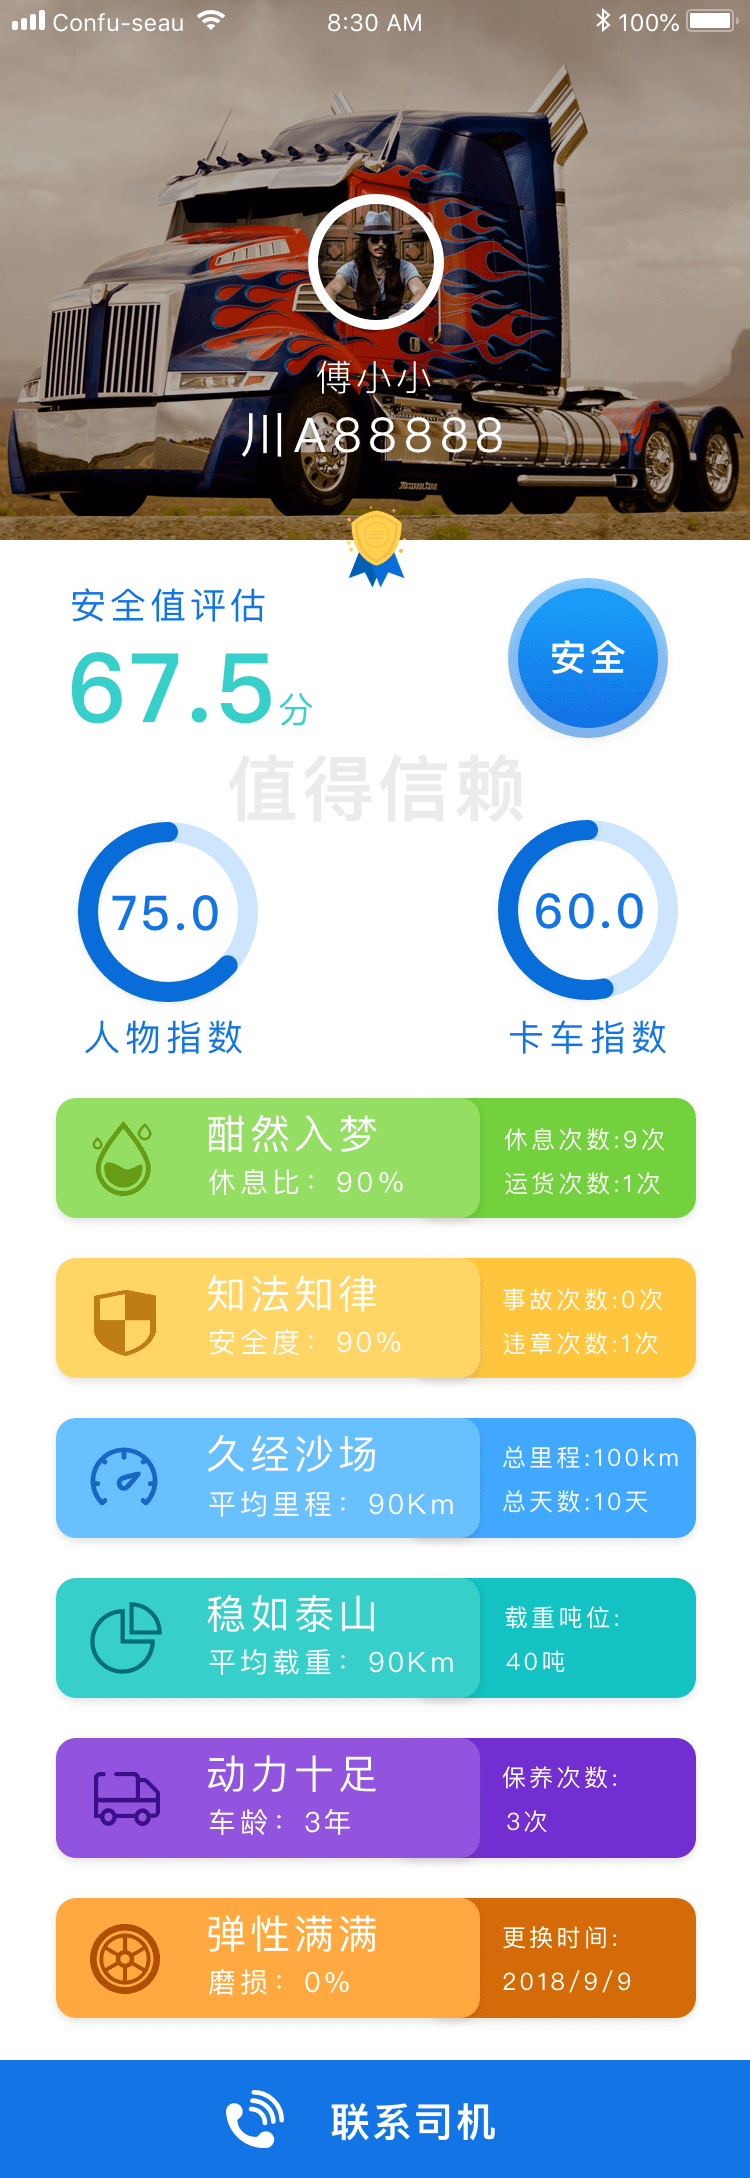 Confu-seau 8:30 AM 100%
傅小小
川A88888
安全值评估
67.5分
安全
值得信赖
75.0
60.0
人物指数
卡车指数
酣然入梦
休息比：90%
休息次数:9次
运货次数:1次
知法知律
安全度：90%
事故次数:0次
违章次数:1次
久经沙场
平均里程：90Km
总里程:100km
总天数:10天
稳如泰山
平均载重：90Km
载重吨位:
40吨
动力十足
车龄：3年
保养次数:
3次
弹性满满
磨损：0%
更换时间:
2018/9/9
联系司机